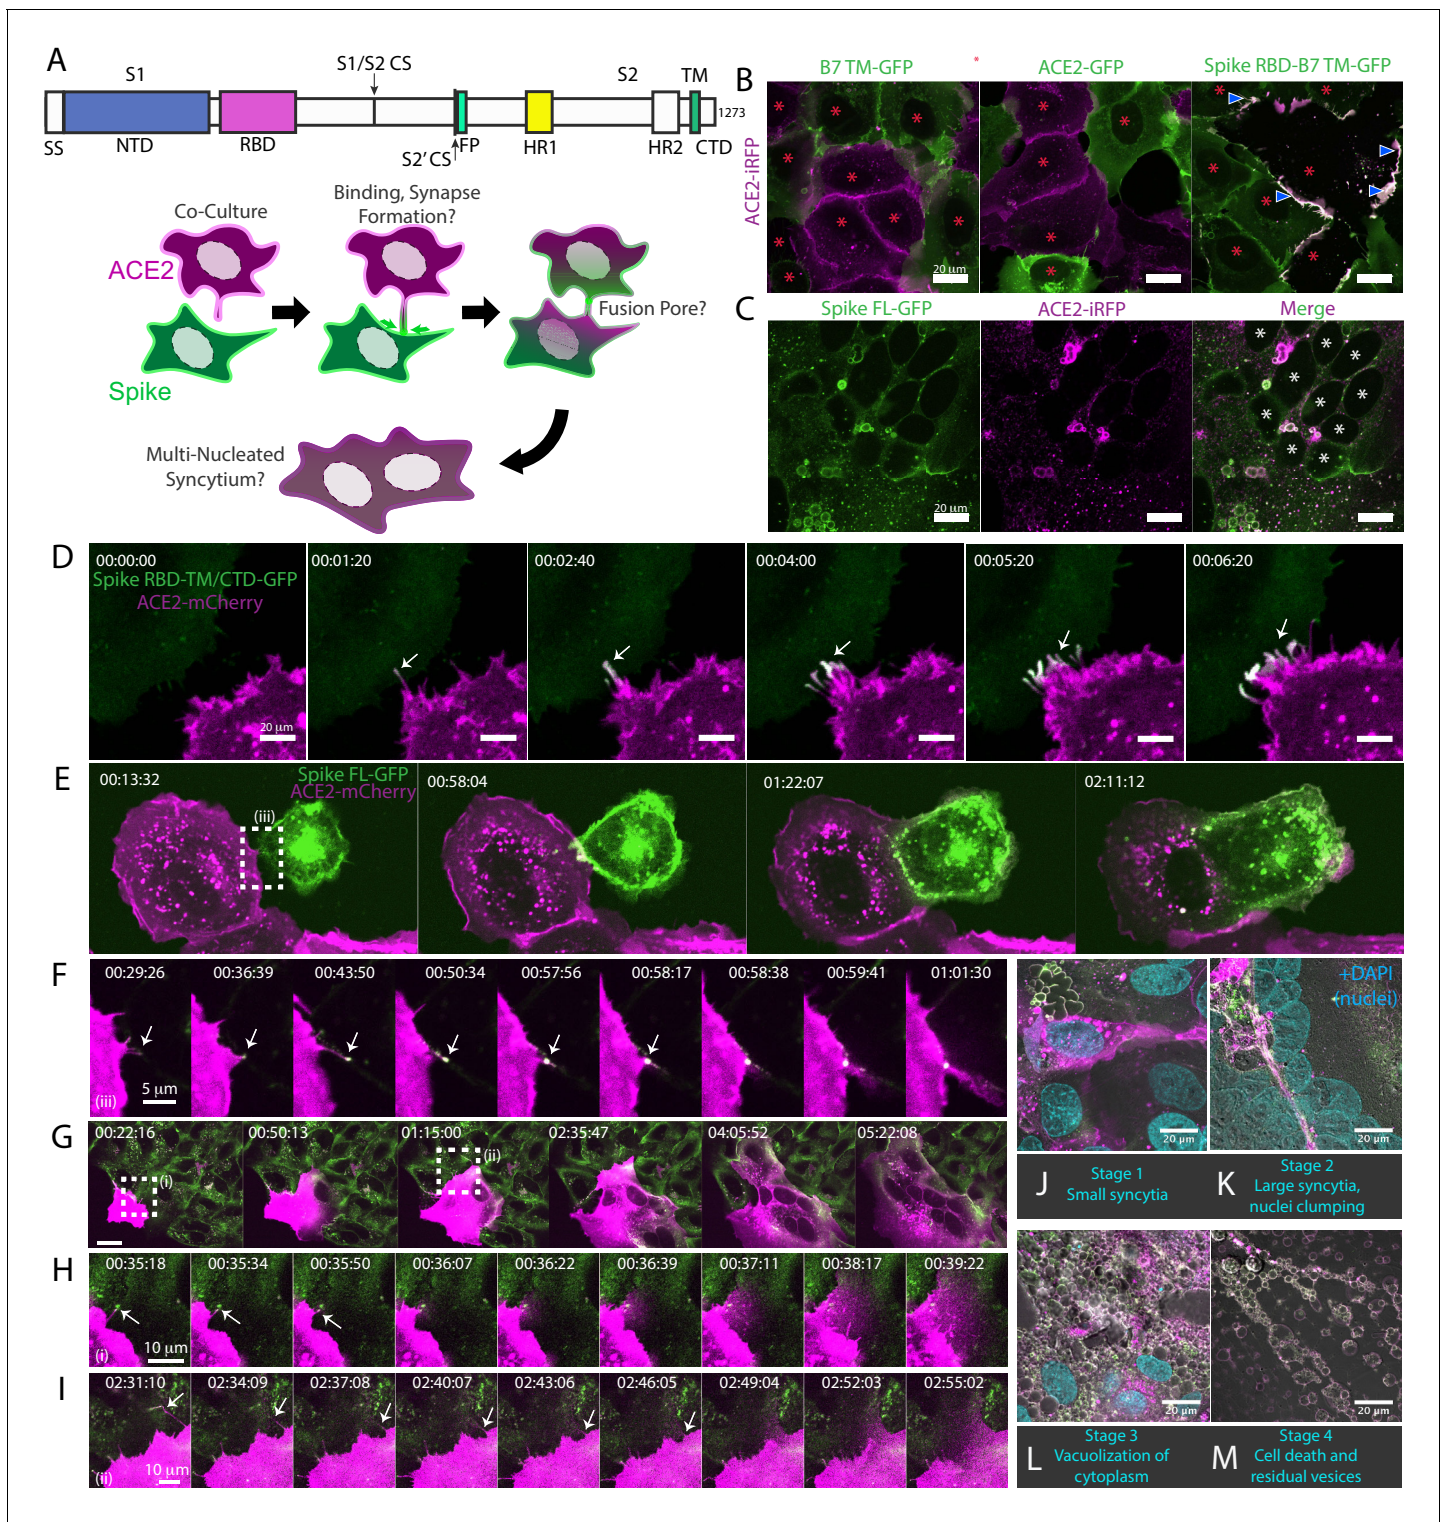 A
S1
S1/S2 CS
S2
TM
1273
SS
NTD
RBD
S2’ CS
FP
HR1
HR2
CTD
Co-Culture
Binding, Synapse
Formation?
ACE2
Spike
Fusion Pore?
Multi-Nucleated
Syncytium?
B
B7 TM-GFP
*
ACE2-GFP
Spike RBD-B7 TM-GFP
ACE2-iRFP
20 µm
C
Spike FL-GFP
ACE2-iRFP
Merge
20 µm
D
00:00:00
00:01:20
00:02:40
00:04:00
00:05:20
00:06:20
Spike RBD-TM/CTD-GFP
ACE2-mCherry
20 µm
E
00:13:32
Spike FL-GFP
ACE2-mCherry
(iii)
00:58:04
01:22:07
02:11:12
F
00:29:26
00:36:39
00:43:50
00:50:34
00:57:56
00:58:17
00:58:38
00:59:41
01:01:30
5 µm
(iii)
G
00:22:16
00:50:13
01:15:00
02:35:47
04:05:52
05:22:08
(i)
(ii)
H
00:35:18
00:35:34
00:35:50
00:36:07
00:36:22
00:36:39
00:37:11
00:38:17
00:39:22
10 µm
(i)
I
02:31:10
02:34:09
02:37:08
02:40:07
02:43:06
02:46:05
02:49:04
02:52:03
02:55:02
10 µm
(ii)
+DAPI
(nuclei)
20 µm
20 µm
J
Stage 1
Small syncytia
K
Stage 2
Large syncytia,
nuclei clumping
20 µm
20 µm
L
Stage 3
Vacuolization of
cytoplasm
M
Stage 4
Cell death and
residual vesices